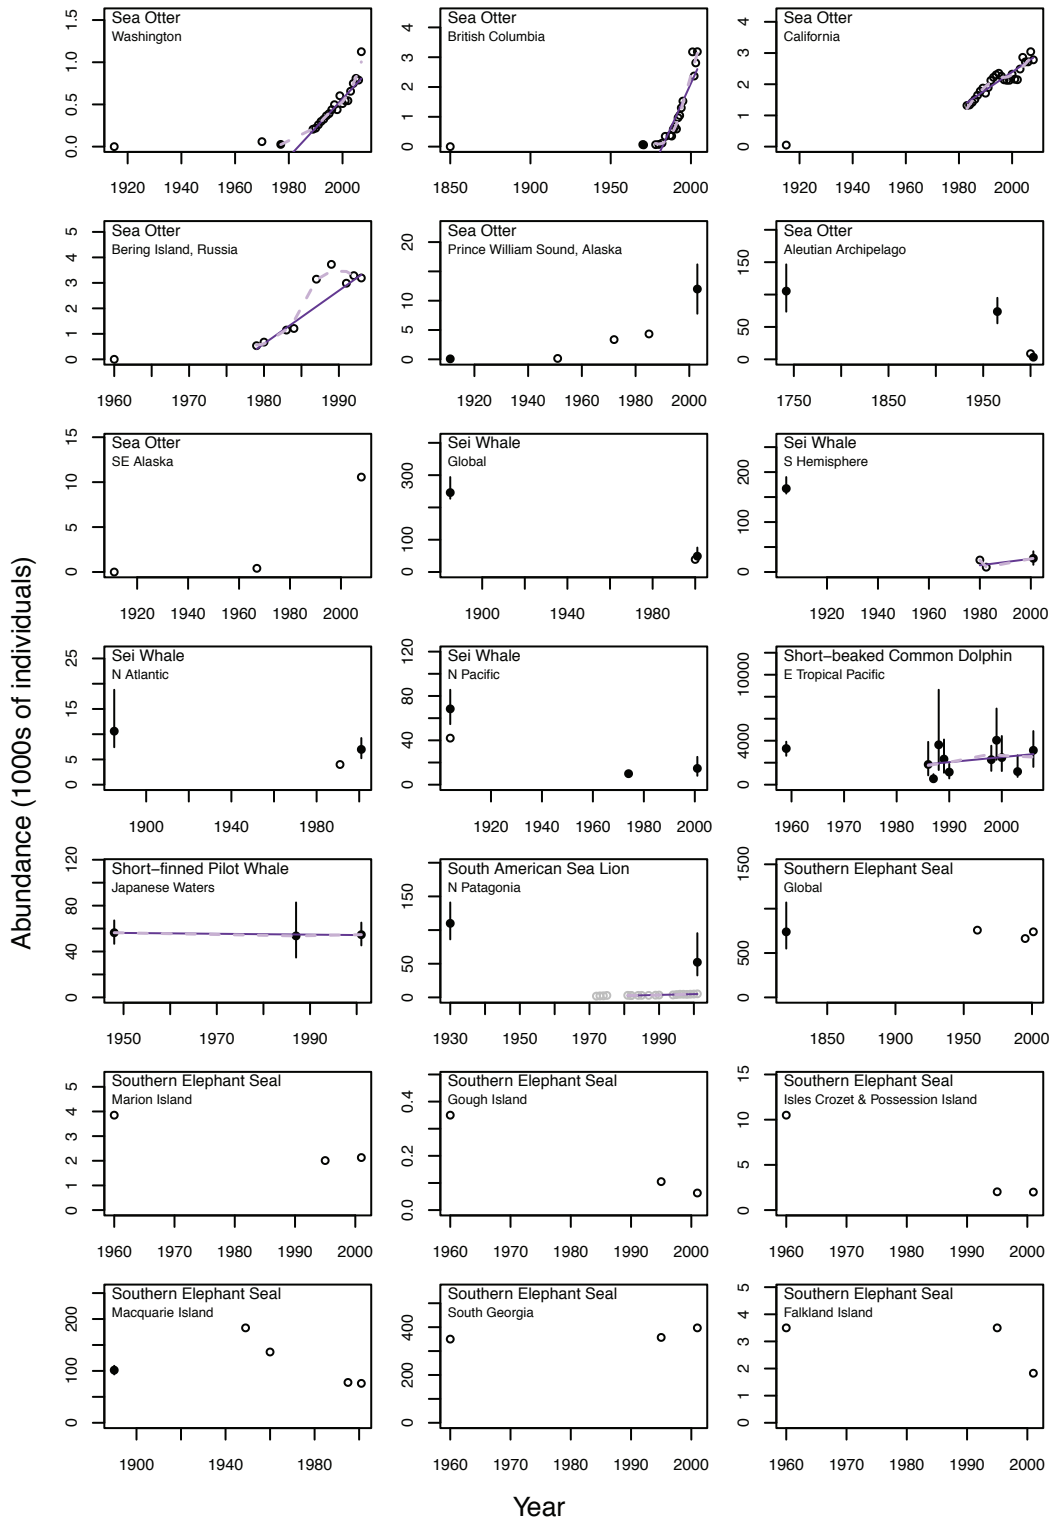 Abundance (1000s of individuals)
Sea Otter
Washington
0.0 0.5 1.0 1.5
1920 1940 1960 1980 2000
Sea Otter
British Columbia
0 1 2 3 4
1850 1900 1950 2000
Sea Otter
California
0 1 2 3 4
1920 1940 1960 1980 2000
Sea Otter
Bering Island, Russia
0 1 2 3 4 5
1960 1970 1980 1990
Sea Otter
Prince William Sound, Alaska
0 5 10 20
1920 1940 1960 1980 2000
Sea Otter
Aleutian Archipelago
0 50 150
1750 1850 1950
Sea Otter
SE Alaska
0 5 10 15
1920 1940 1960 1980 2000
Sei Whale
Global
0 100 300
1900 1940 1980
Sei Whale
S Hemisphere
0 100 200
1920 1940 1960 1980 2000
Sei Whale
N Atlantic
0 5 15 25
1900 1940 1980
Sei Whale
N Pacific
0 40 80 120
1920 1940 1960 1980 2000
Short−beaked Common Dolphin
E Tropical Pacific
0 4000 10000
1960 1970 1980 1990 2000
Short−finned Pilot Whale
Japanese Waters
0 40 80 120
1950 1970 1990
South American Sea Lion
N Patagonia
0 50 150
1930 1950 1970 1990
Southern Elephant Seal
Global
0 500 1500
1850 1900 1950 2000
Southern Elephant Seal
Marion Island
0 1 2 3 4 5
1960 1970 1980 1990 2000
Southern Elephant Seal
Gough Island
0.0 0.2 0.4
1960 1970 1980 1990 2000
Southern Elephant Seal
Isles Crozet & Possession Island
0 5 10 15
1960 1970 1980 1990 2000
Southern Elephant Seal
Macquarie Island
0 100 200
1900 1940 1980
Southern Elephant Seal
South Georgia
0 200 400
1960 1970 1980 1990 2000
Southern Elephant Seal
Falkland Island
0 1 2 3 4 5
1960 1970 1980 1990 2000
Year